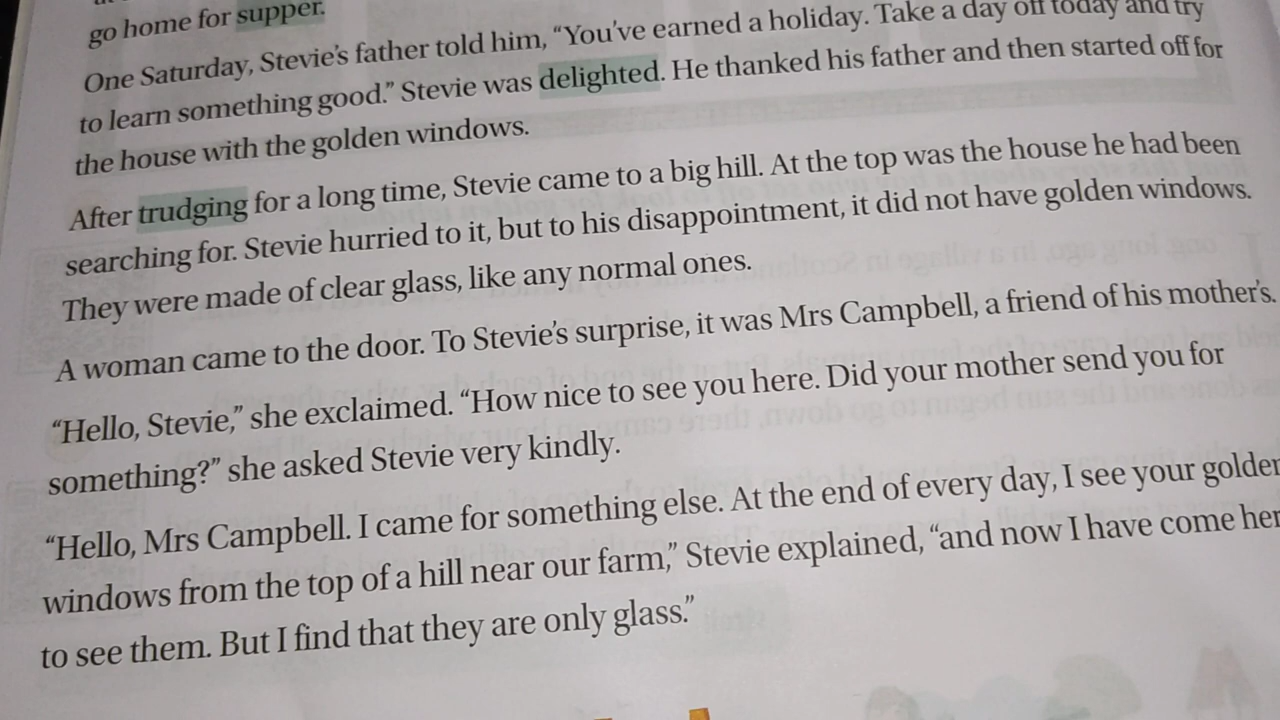 go home for supper.
One Saturday, Stevie's father told him, “You've earned a holiday. Take a day off today and try
to learn something good.” Stevie was delighted. He thanked his father and then started off for
the house with the golden windows.
After trudging for a long time, Stevie came to a big hill. At the top was the house he had been
searching for. Stevie hurried to it, but to his disappointment, it did not have golden windows.
They were made of clear glass, like any normal ones.
A woman came to the door. To Stevie's surprise, it was Mrs Campbell, a friend of his mother's.
“Hello, Stevie,” she exclaimed. “How nice to see you here. Did your mother send you for
something?” she asked Stevie very kindly.
“Hello, Mrs Campbell. I came for something else. At the end of every day, I see your golden
windows from the top of a hill near our farm,” Stevie explained, “and now I have come her
to see them. But I find that they are only glass.”